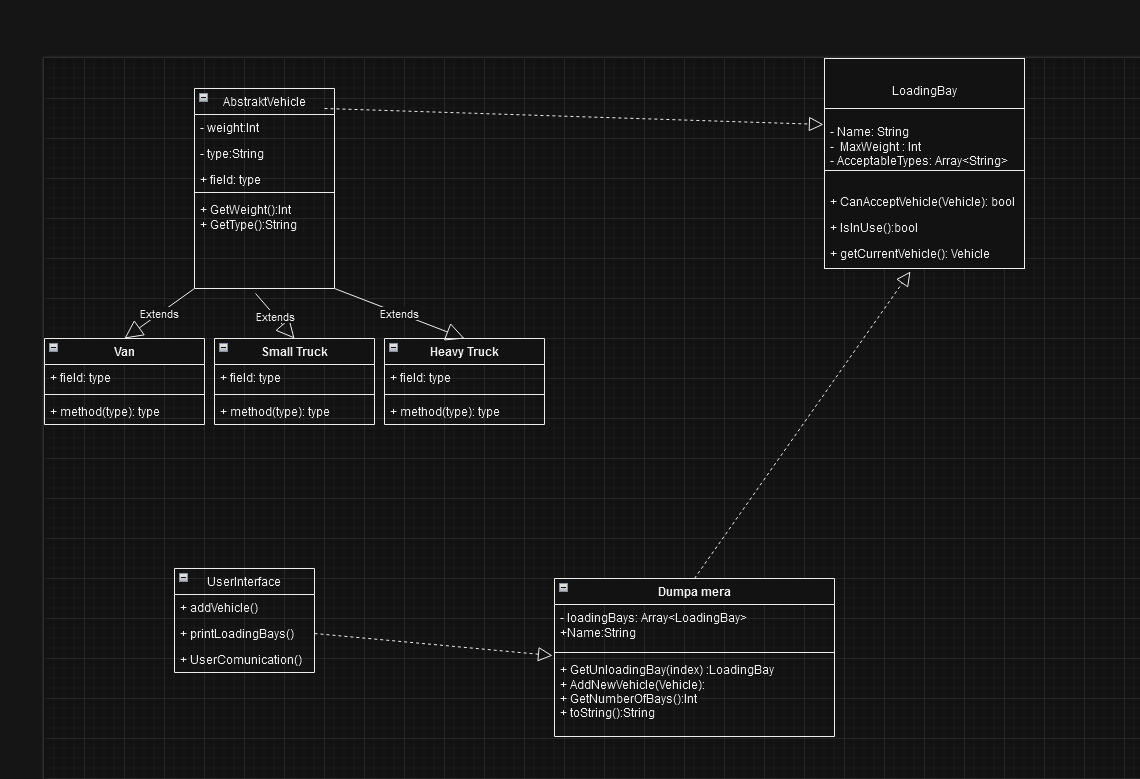 AbstraktVehicle
- weight:Int
- type:String
+ field: type
+ GetWeight():Int
+ GetType():String
LoadingBay
- Name: String
- MaxWeight : Int
- AcceptableTypes: Array<String>
+ CanAcceptVehicle(Vehicle): bool
+ IsInUse():bool
+ getCurrentVehicle(): Vehicle
Extends
Extends
Extends
Van
+ field: type
+ method(type): type
Small Truck
+ field: type
+ method(type): type
Heavy Truck
+ field: type
+ method(type): type
UserInterface
+ addVehicle()
+ printLoadingBays()
+ UserComunication()
Dumpa mera
- loadingBays: Array<LoadingBay>
+Name:String
+ GetUnloadingBay(index) :LoadingBay
+ AddNewVehicle(Vehicle):
+ GetNumberOfBays():Int
+ toString():String